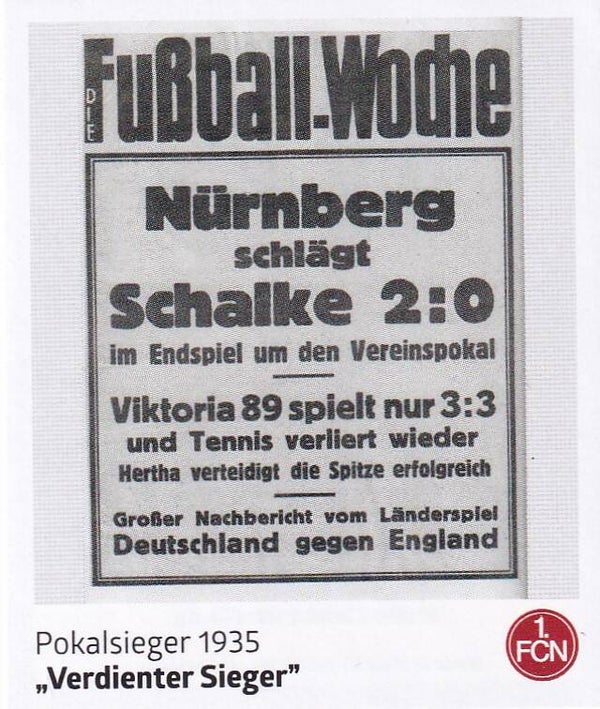 DIE
Fußball-Woche
Nürnberg
schlägt
Schalke 2:0
im Endspiel um den Vereinspokal
Viktoria 89 spielt nur 3:3
und Tennis verliert wieder
Hertha verteidigt die Spitze erfolgreich
Großer Nachbericht vom Länderspiel
Deutschland gegen England
Pokalsieger 1935
„Verdienter Sieger”
1.
FCN